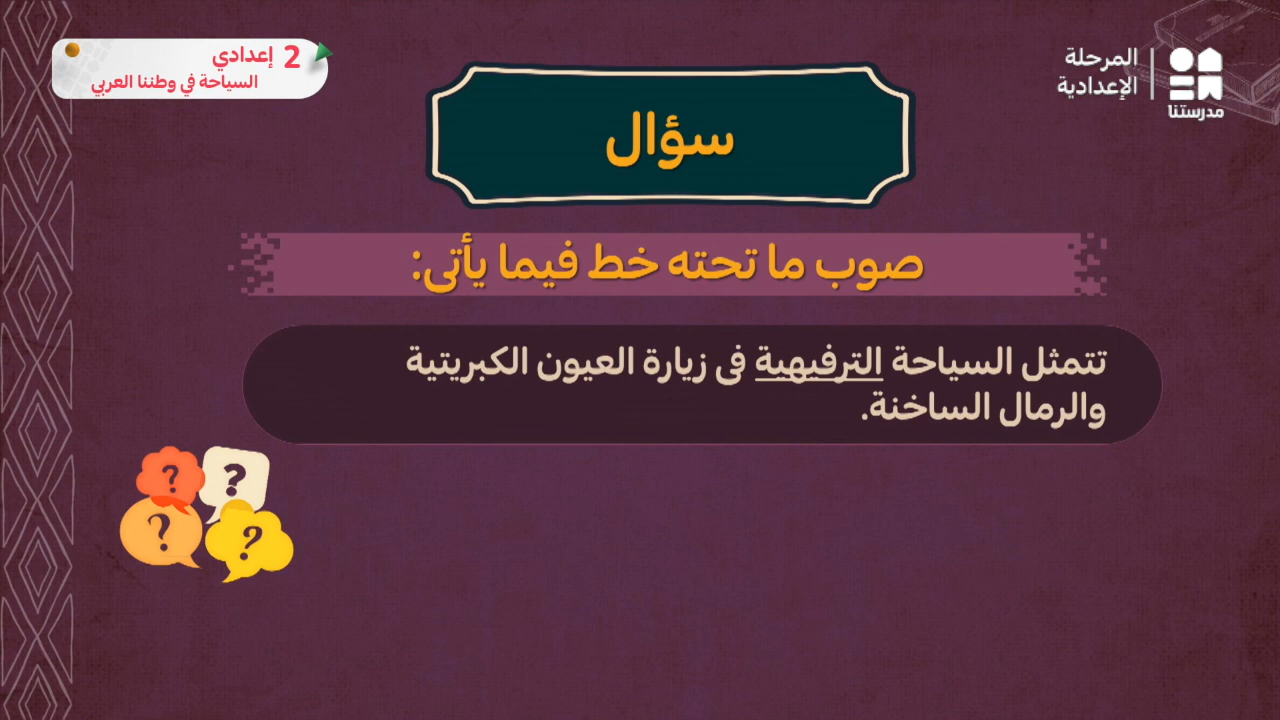 المرحلة
الإعدادية
مدرستنا
2 إعدادي
السياحة في وطننا العربي
سؤال
صوب ما تحته خط فيما يأتى:
تتمثل السياحة الترفيهية فى زيارة العيون الكبريتية
والرمال الساخنة.
?
?
?
?